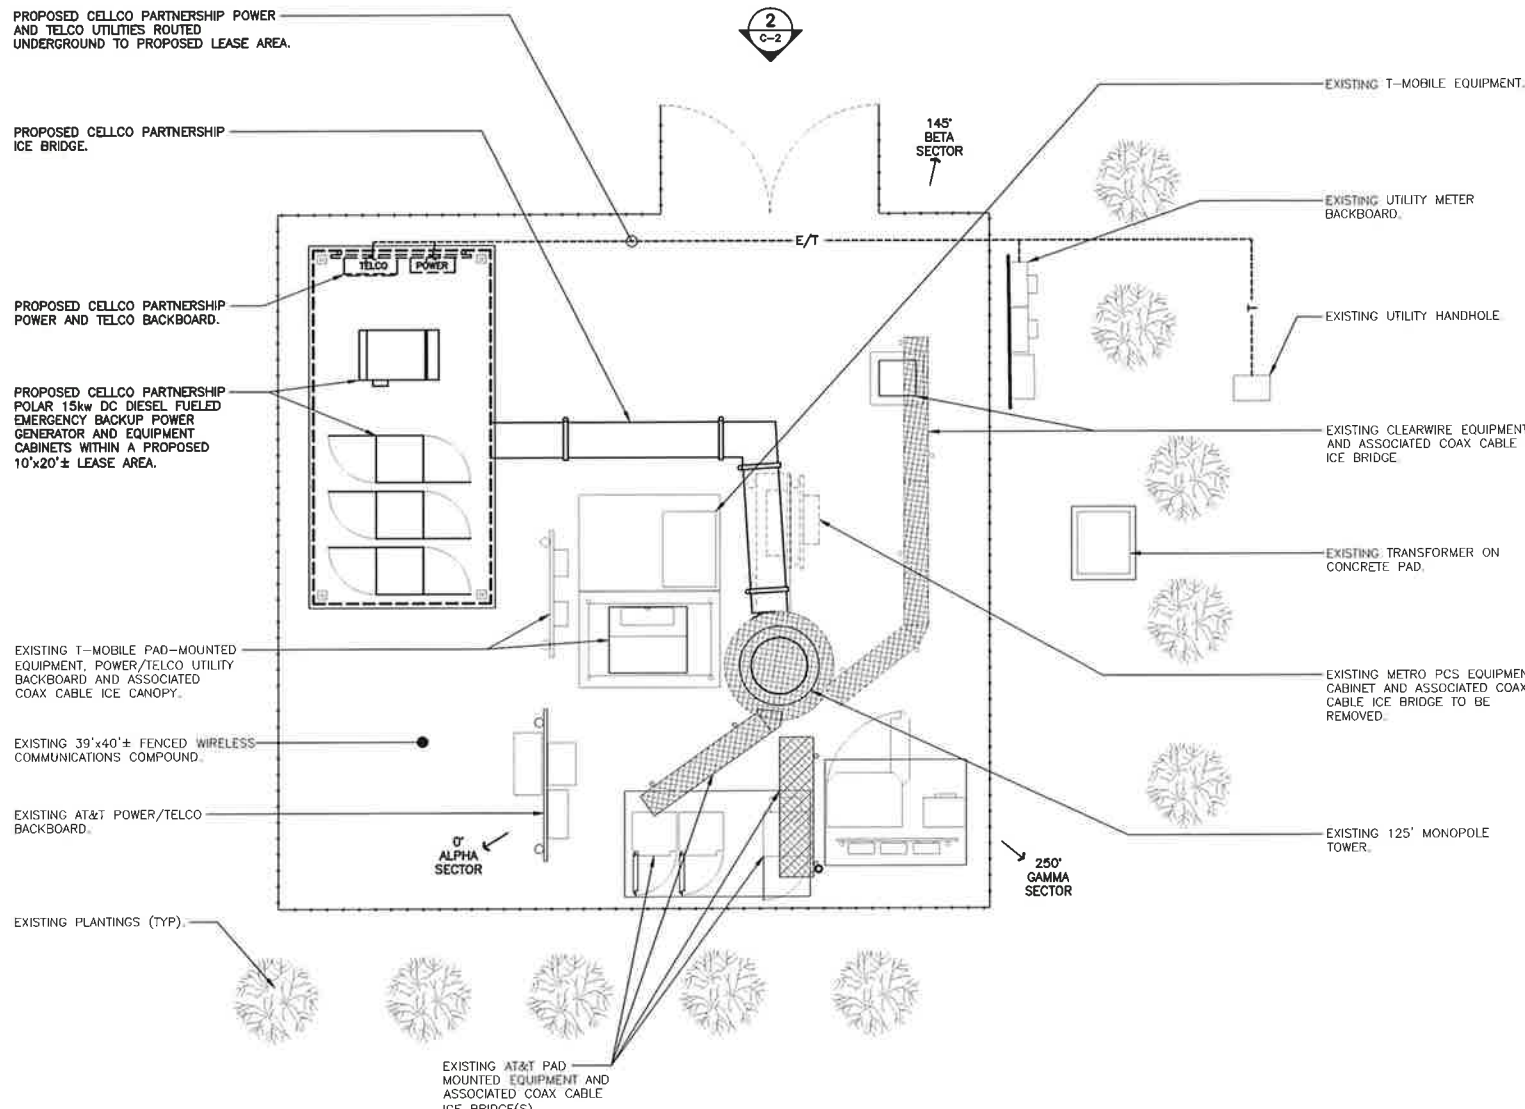 PROPOSED CELLCO PARTNERSHIP POWER
AND TELCO UTILITIES ROUTED
UNDERGROUND TO PROPOSED LEASE AREA.
2
C-2
EXISTING T-MOBILE EQUIPMENT.
PROPOSED CELLCO PARTNERSHIP
ICE BRIDGE.
145°
BETA
SECTOR
EXISTING UTILITY METER
BACKBOARD.
E/T
TELCO
POWER
PROPOSED CELLCO PARTNERSHIP
POWER AND TELCO BACKBOARD.
T
EXISTING UTILITY HANDHOLE.
PROPOSED CELLCO PARTNERSHIP
POLAR 15kw DC DIESEL FUELED
EMERGENCY BACKUP POWER
GENERATOR AND EQUIPMENT
CABINETS WITHIN A PROPOSED
10'x20'± LEASE AREA.
EXISTING CLEARWIRE EQUIPMENT
AND ASSOCIATED COAX CABLE
ICE BRIDGE.
EXISTING TRANSFORMER ON
CONCRETE PAD.
EXISTING T-MOBILE PAD-MOUNTED
EQUIPMENT, POWER/TELCO UTILITY
BACKBOARD AND ASSOCIATED
COAX CABLE ICE CANOPY.
EXISTING METRO PCS EQUIPMEN
CABINET AND ASSOCIATED COAX
CABLE ICE BRIDGE TO BE
REMOVED.
EXISTING 39'x40'± FENCED WIRELESS
COMMUNICATIONS COMPOUND.
EXISTING AT&T POWER/TELCO
BACKBOARD.
0°
ALPHA
SECTOR
EXISTING 125' MONOPOLE
TOWER.
250°
GAMMA
SECTOR
EXISTING PLANTINGS (TYP).
EXISTING AT&T PAD
MOUNTED EQUIPMENT AND
ASSOCIATED COAX CABLE
ICE BRIDGE(S)